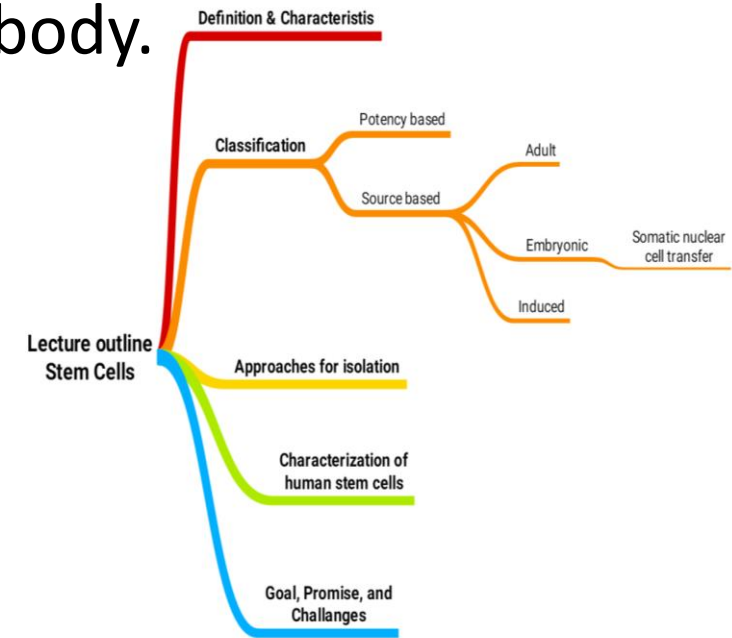 body.
Definition & Characteristis
Classification
Potency based
Source based
Adult
Embryonic
Somatic nuclear
cell transfer
Induced
Lecture outline
Stem Cells
Approaches for isolation
Characterization of
human stem cells
Goal, Promise, and
Challanges